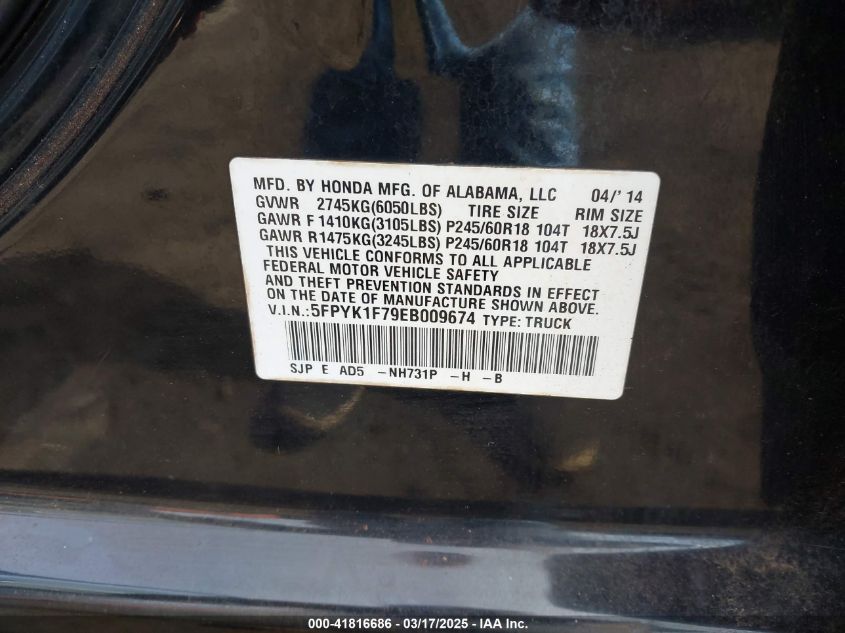 MFD. BY HONDA MFG. OF ALABAMA, LLC 04/'14
GVWR 2745KG(6050LBS) TIRE SIZE RIM SIZE
GAWR F 1410KG(3105LBS) P245/60R18 104T 18X7.5J
GAWR R1475KG(3245LBS) P245/60R18 104T 18X7.5J
THIS VEHICLE CONFORMS TO ALL APPLICABLE
FEDERAL MOTOR VEHICLE SAFETY
AND THEFT PREVENTION STANDARDS IN EFFECT
ON THE DATE OF MANUFACTURE SHOWN ABOVE.
V.I.N.:5FPYK1F79EB009674 TYPE: TRUCK
SJP E AD5 -NH731P -H -B
000-41816686 - 03/17/2025 - IAA Inc.